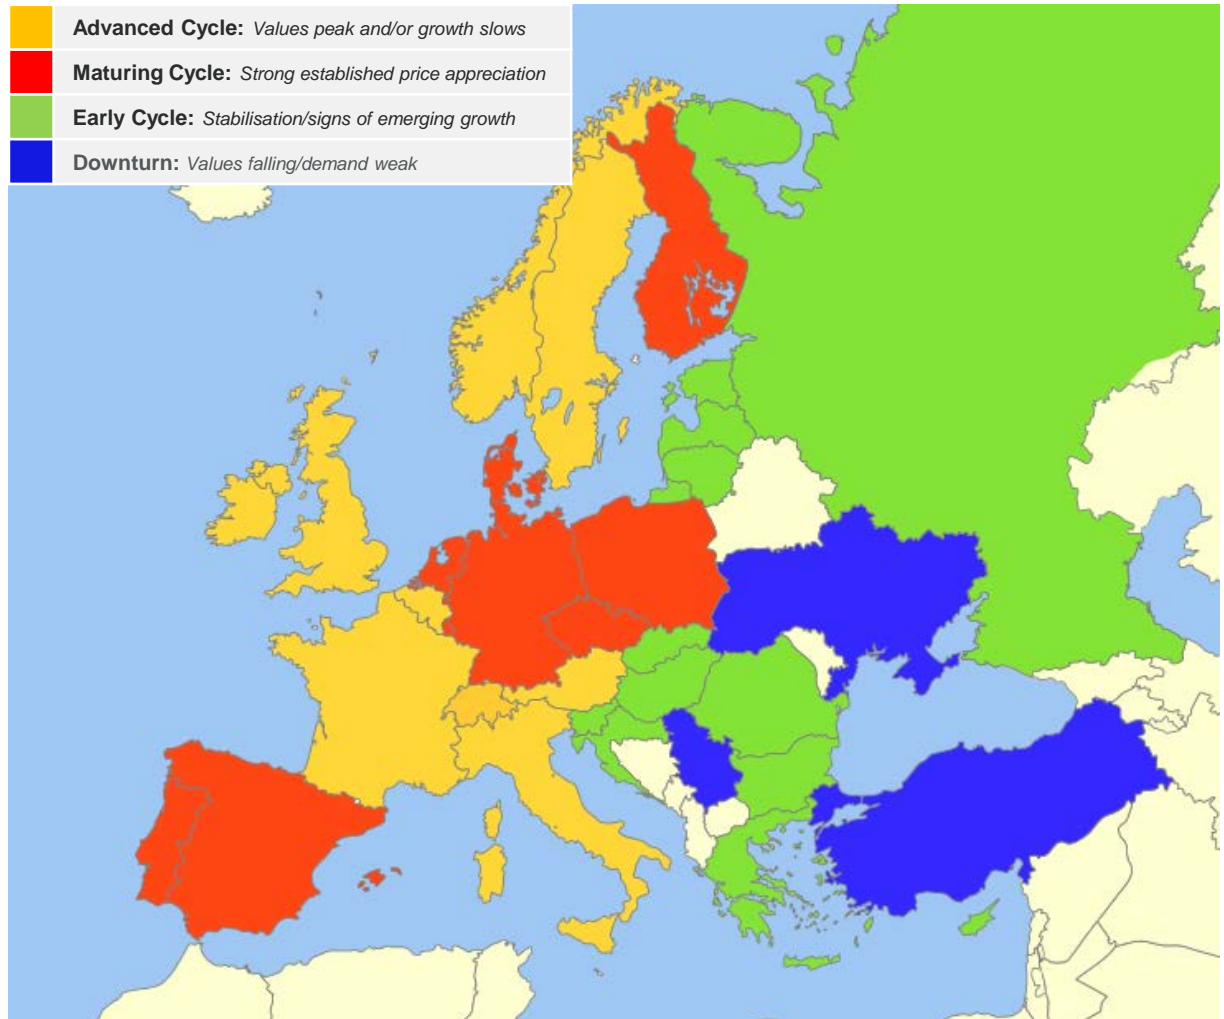 Advanced Cycle: Values peak and/or growth slows
Maturing Cycle: Strong established price appreciation
Early Cycle: Stabilisation/signs of emerging growth
Downturn: Values falling/demand weak